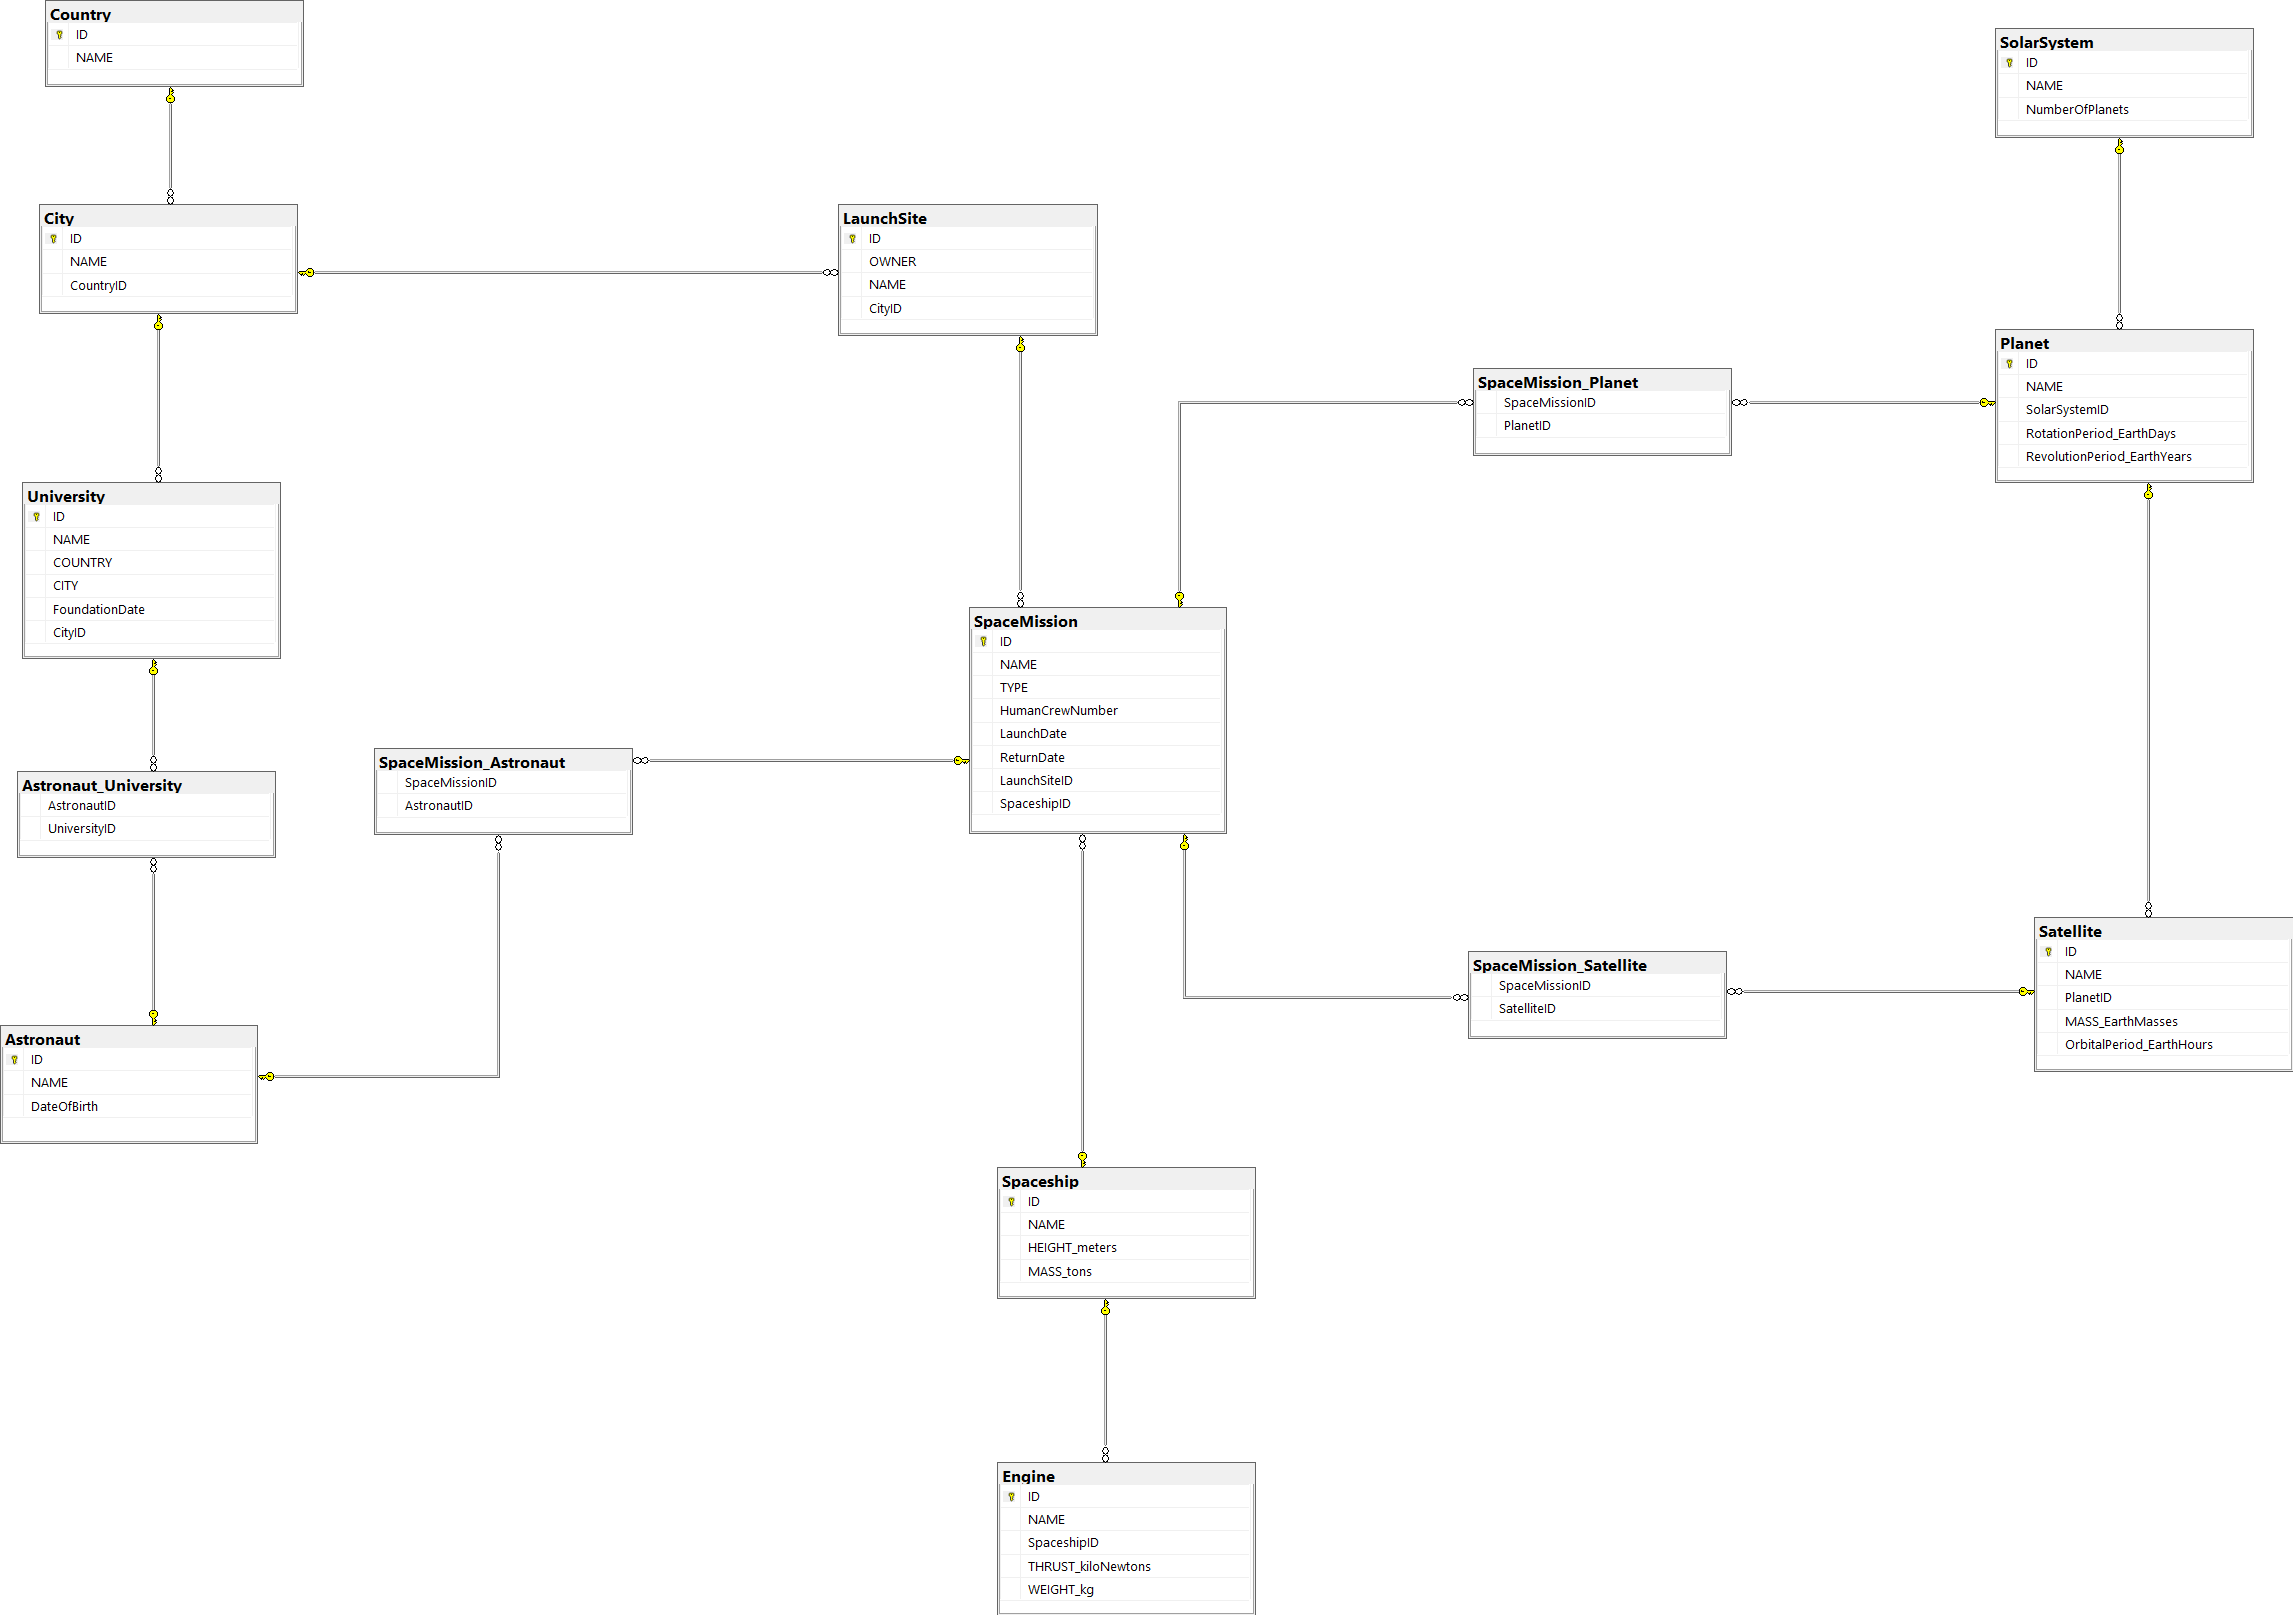 Country
ID
NAME
SolarSystem
ID
NAME
NumberOfPlanets
City
ID
NAME
CountryID
LaunchSite
ID
OWNER
NAME
CityID
Planet
ID
NAME
SolarSystemID
RotationPeriod_EarthDays
RevolutionPeriod_EarthYears
SpaceMission_Planet
SpaceMissionID
PlanetID
University
ID
NAME
COUNTRY
CITY
FoundationDate
CityID
SpaceMission
ID
NAME
TYPE
HumanCrewNumber
LaunchDate
ReturnDate
LaunchSiteID
SpaceshipID
SpaceMission_Astronaut
SpaceMissionID
AstronautID
Astronaut_University
AstronautID
UniversityID
Satellite
ID
NAME
PlanetID
MASS_EarthMasses
OrbitalPeriod_EarthHours
SpaceMission_Satellite
SpaceMissionID
SatelliteID
Astronaut
ID
NAME
DateOfBirth
Spaceship
ID
NAME
HEIGHT_meters
MASS_tons
Engine
ID
NAME
SpaceshipID
THRUST_kiloNewtons
WEIGHT_kg